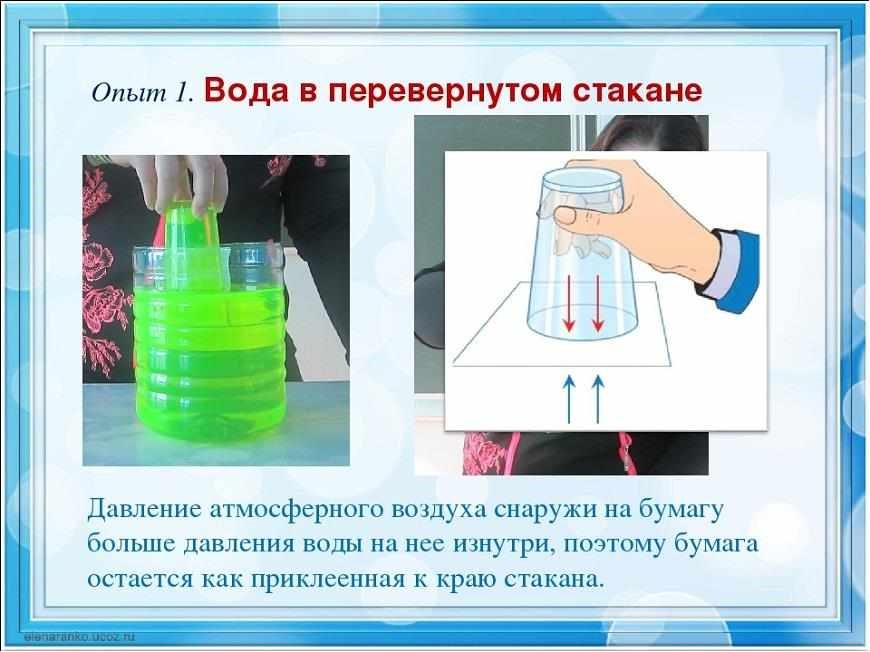 Опыт 1. Вода в перевернутом стакане
Давление атмосферного воздуха снаружи на бумагу
больше давления воды на нее изнутри, поэтому бумага
остается как приклеенная к краю стакана.
elenaranko.ucoz.ru